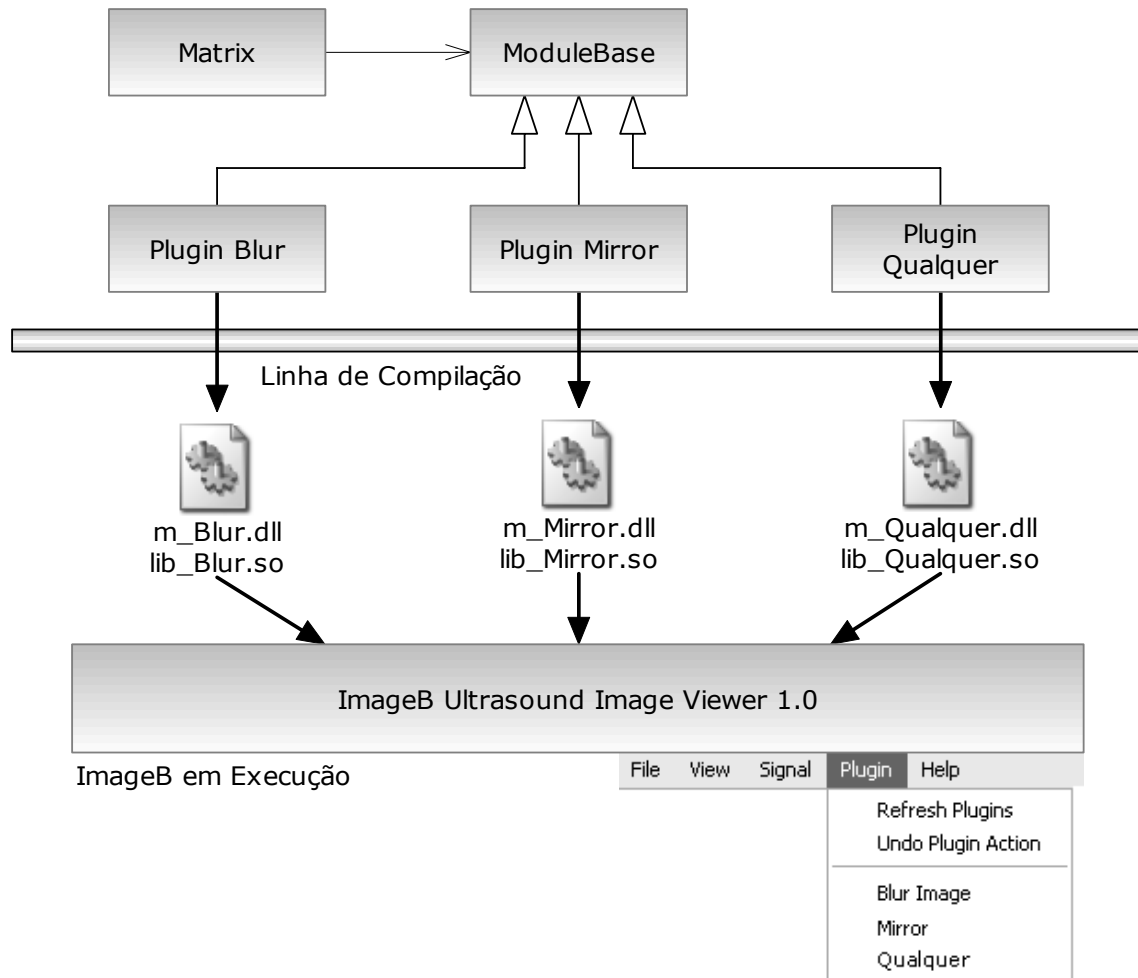 Matrix
ModuleBase
Plugin Blur
Plugin Mirror
Plugin
Qualquer
Linha de Compilação
m_Blur.dll
lib_Blur.so
m_Mirror.dll
lib_Mirror.so
m_Qualquer.dll
lib_Qualquer.so
ImageB Ultrasound Image Viewer 1.0
ImageB em Execução
File View Signal Plugin Help
Refresh Plugins
Undo Plugin Action
Blur Image
Mirror
Qualquer